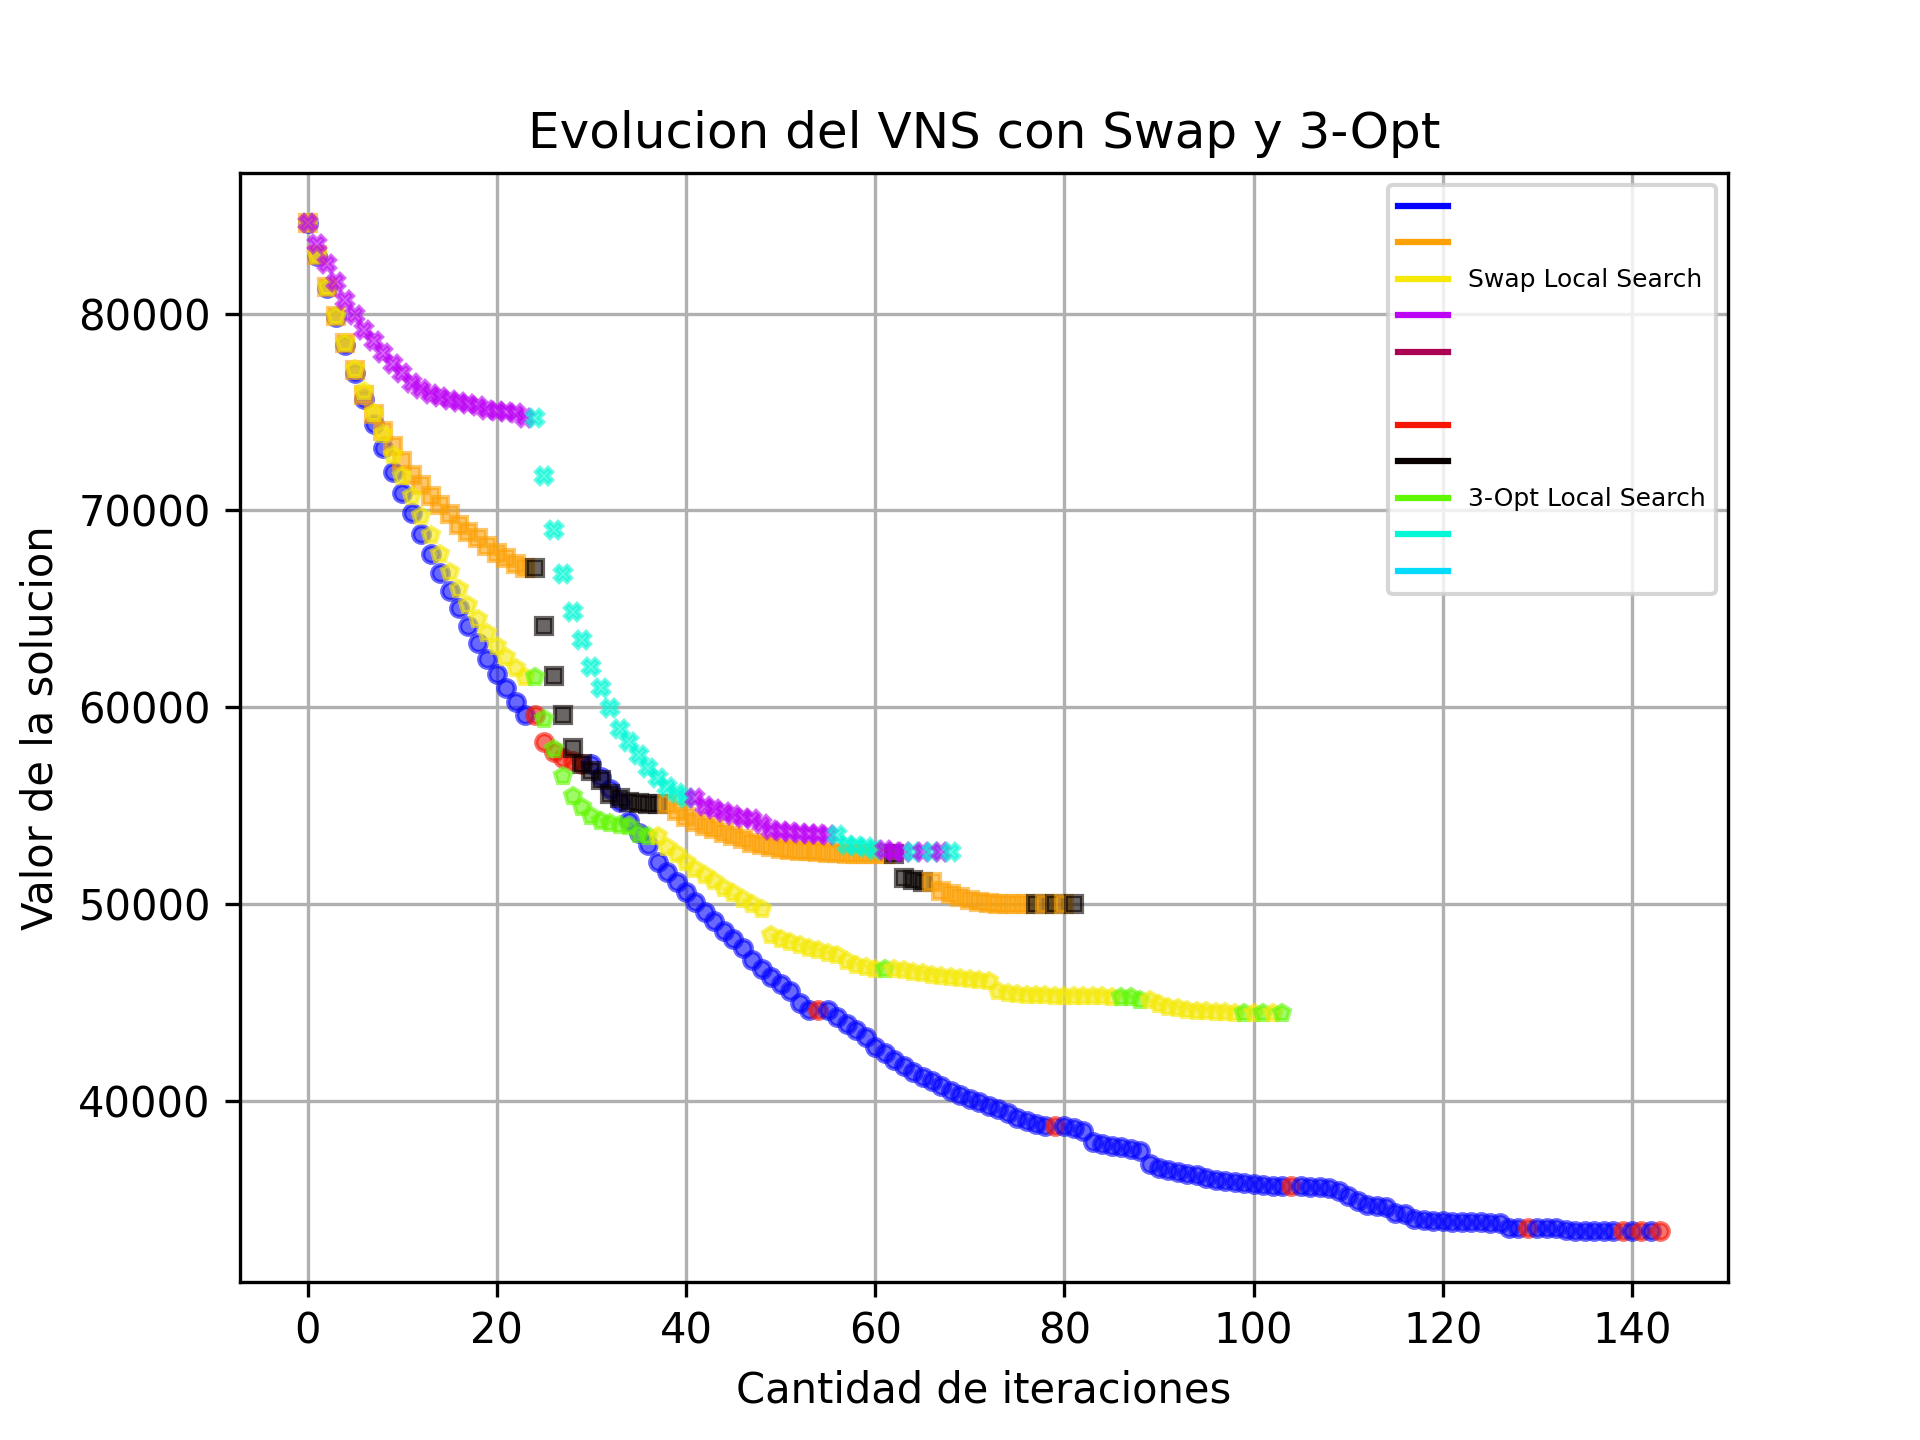 Evolucion del VNS con Swap y 3-Opt
Valor de la solucion
80000
70000
60000
50000
40000
Swap Local Search
3-Opt Local Search
0 20 40 60 80 100 120 140
Cantidad de iteraciones